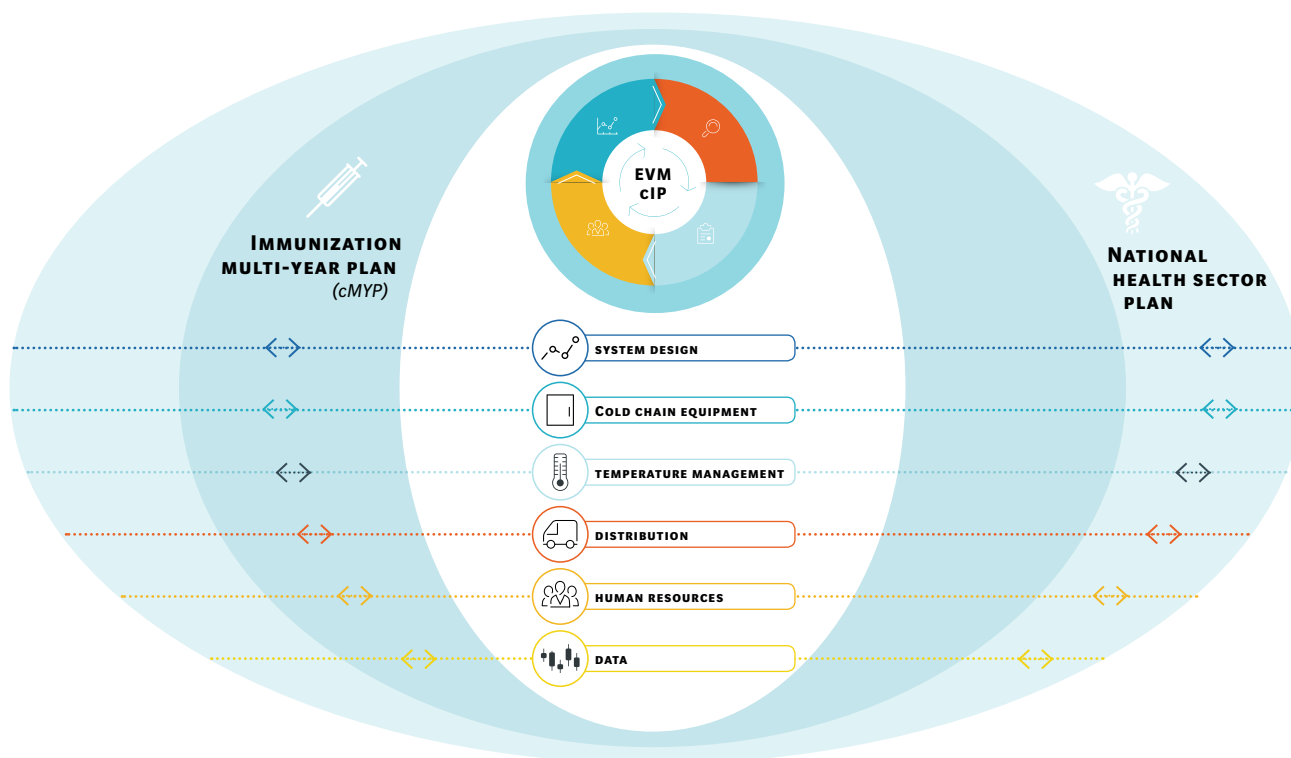 EVM
cIP
Immunization
multi-year plan
(cMYP)
National
health sector
plan
System design
Cold chain equipment
Temperature management
Distribution
Human resources
Data